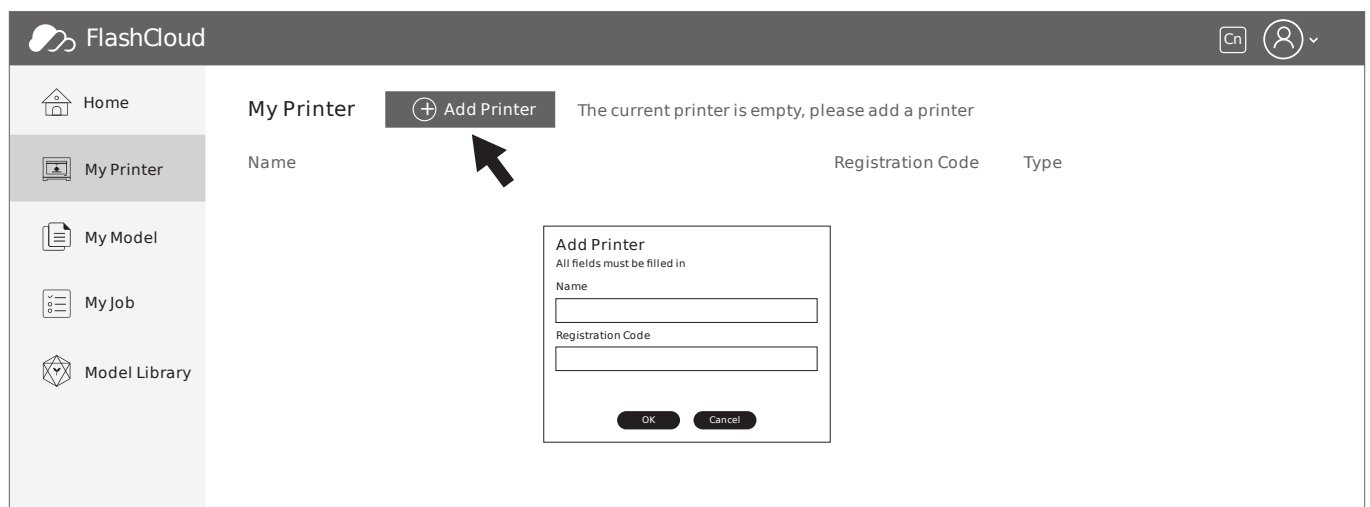 FlashCloud
Cn
Home
My Printer
My Model
My Job
Model Library
My Printer
Add Printer
The current printer is empty, please add a printer
Name
Registration Code
Type
Add Printer
All fields must be filled in
Name
Registration Code
OK
Cancel